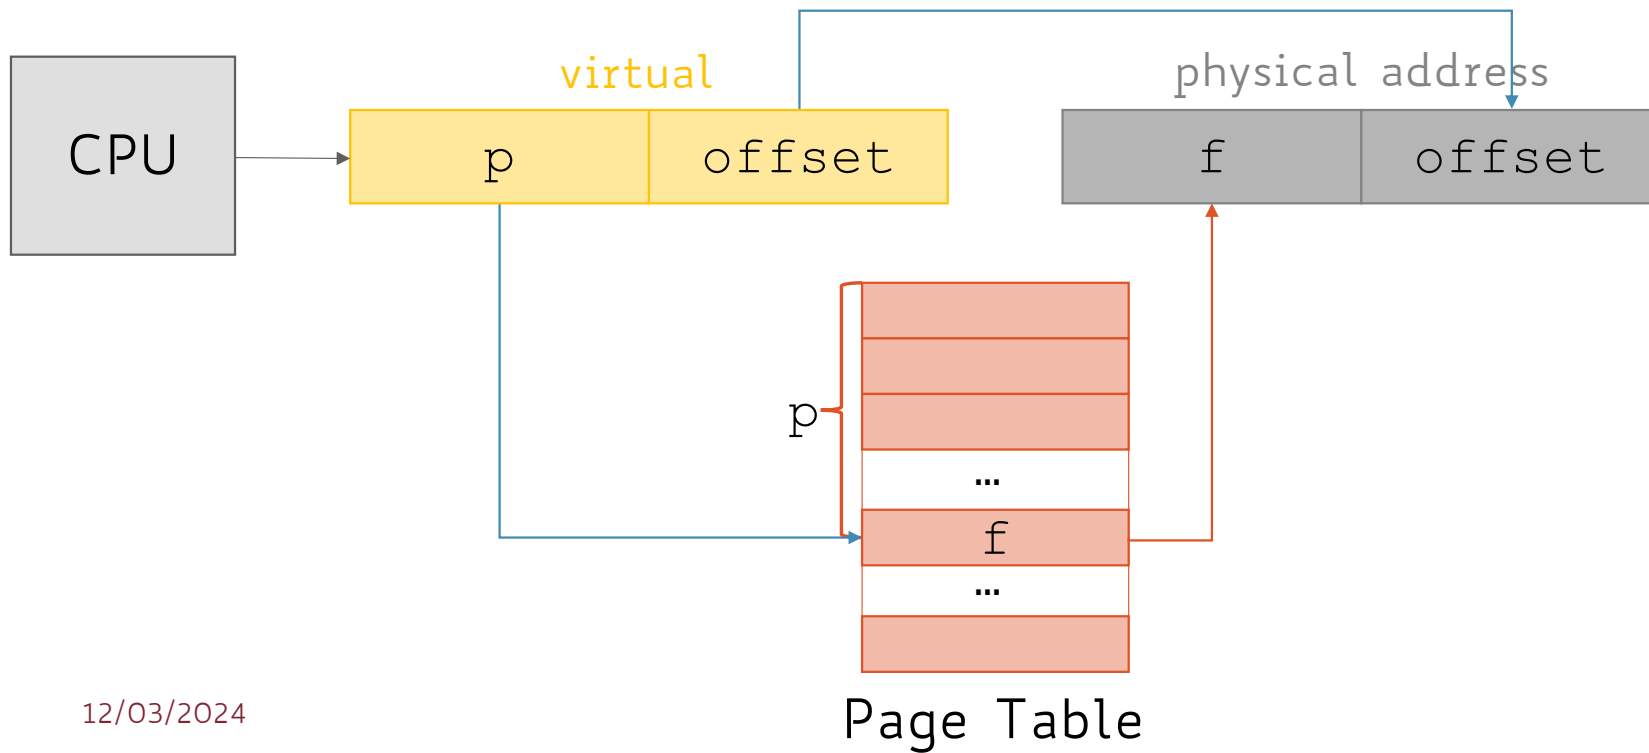 virtual
physical address
CPU
p
offset
f
offset
p
…
f
…
12/03/2024
Page Table